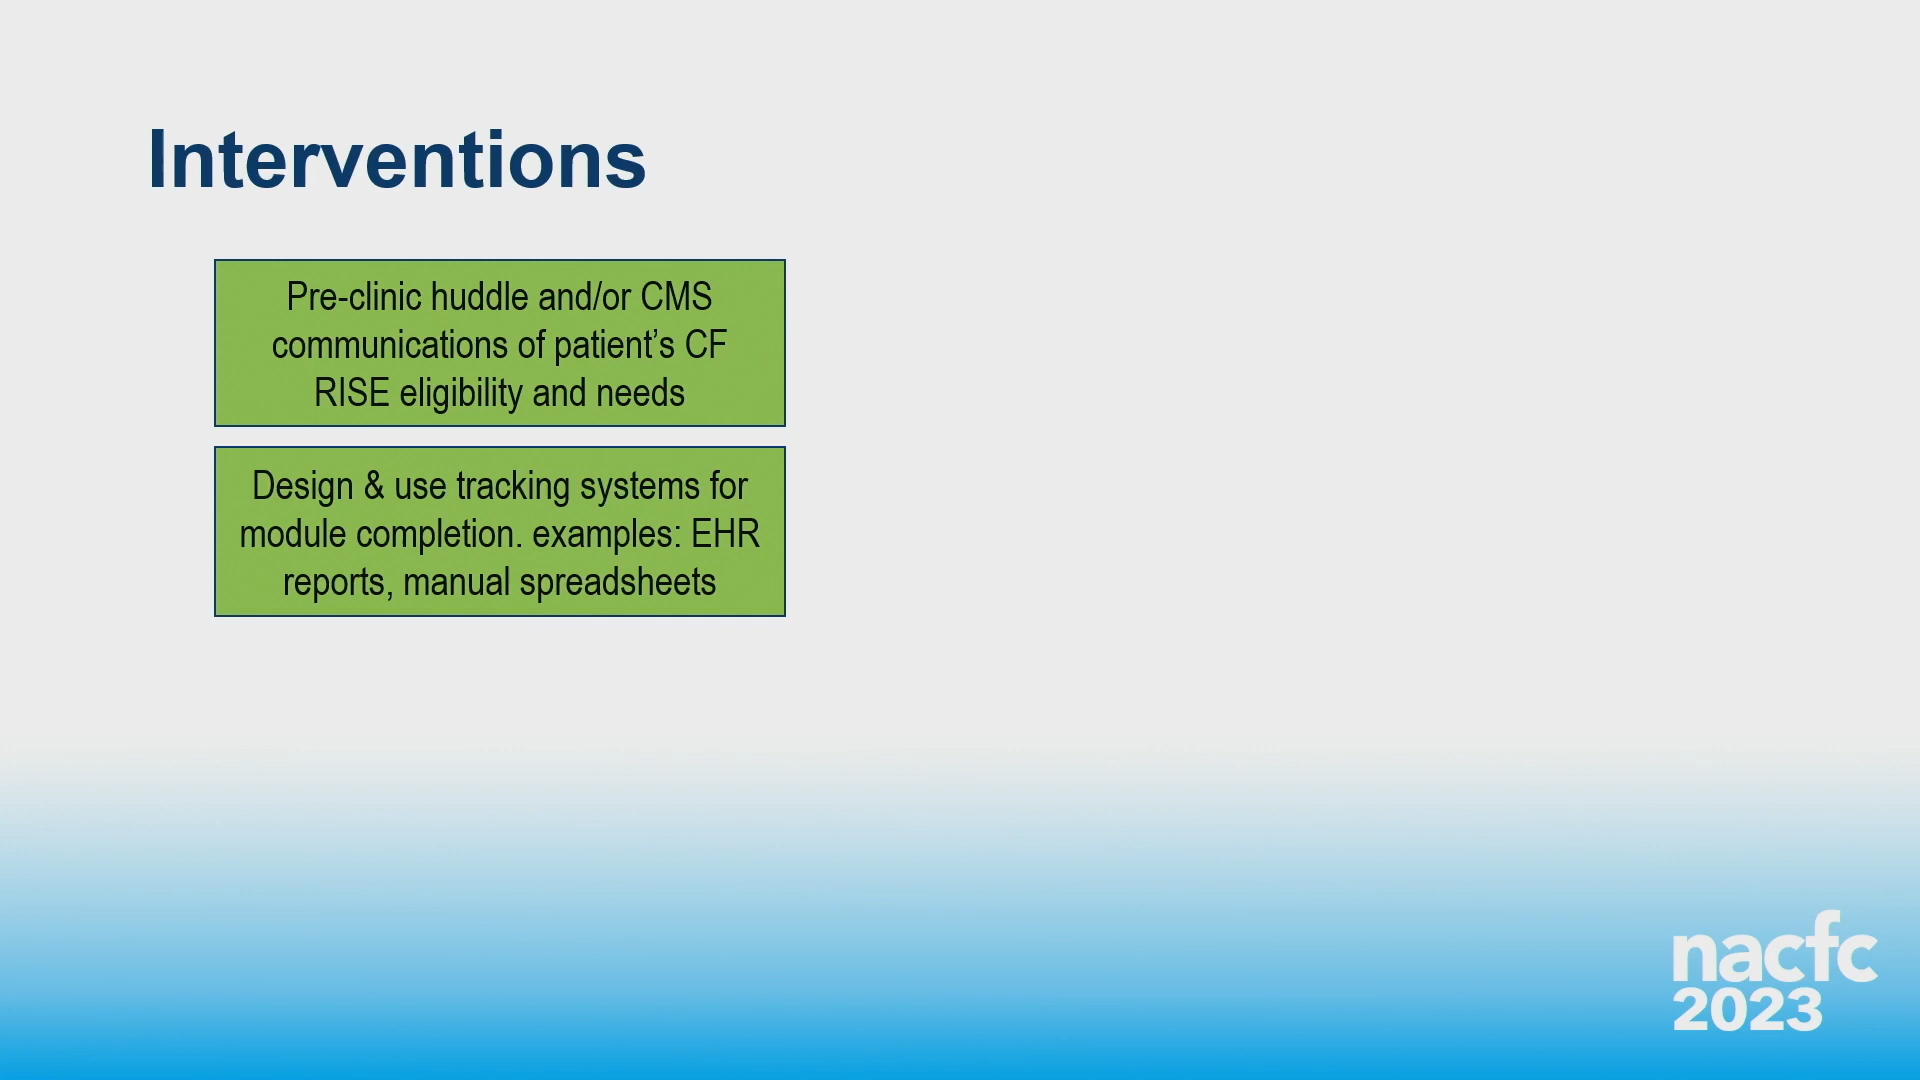 Interventions
Pre-clinic huddle and/or CMS
communications of patient’s CF
RISE eligibility and needs
Design & use tracking systems for
module completion. examples: EHR
reports, manual spreadsheets
nacfc
2023